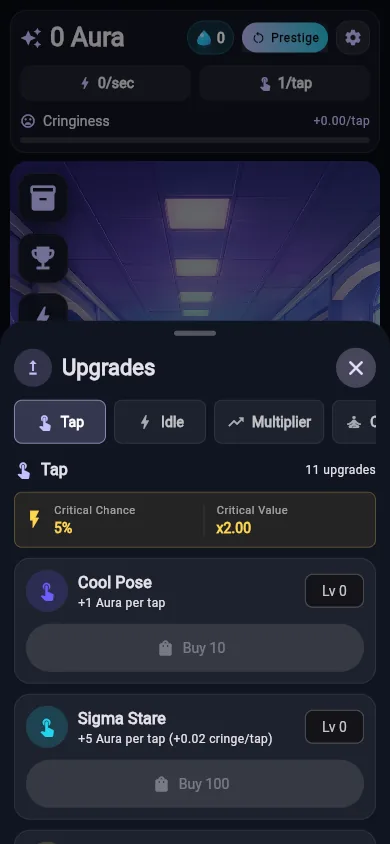 0 Aura
0
Prestige
0/sec
1/tap
Cringiness
+0.00/tap
Upgrades
Tap
Idle
Multiplier
Tap
11 upgrades
Critical Chance
5%
Critical Value
x2.00
Cool Pose
+1 Aura per tap
Lv 0
Buy 10
Sigma Stare
+5 Aura per tap (+0.02 cringe/tap)
Lv 0
Buy 100